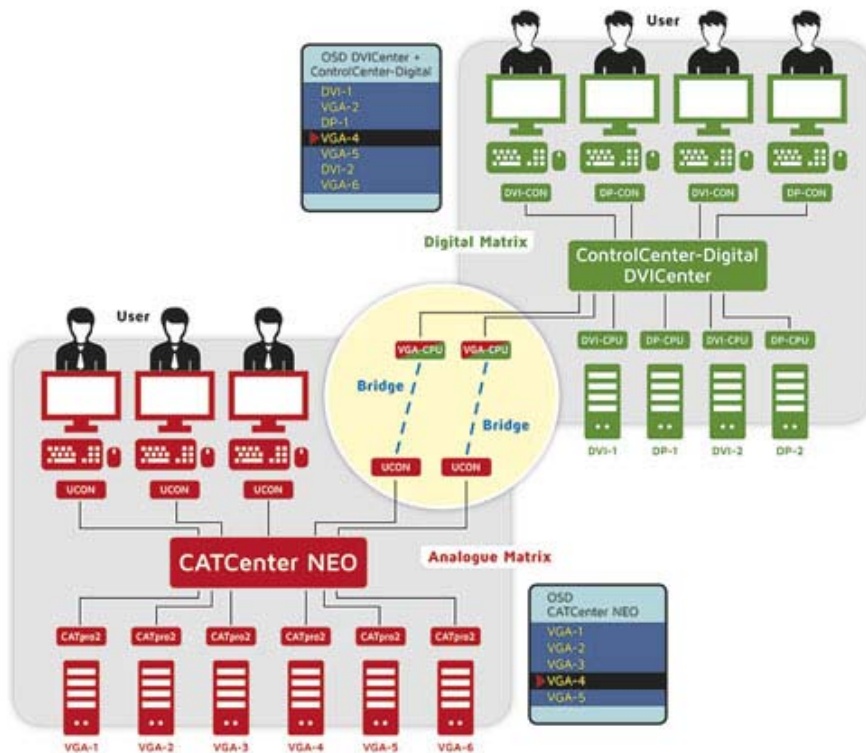 User
OSD DVICenter +
ControlCenter-Digital
DVI-1
VGA-2
DP-1
VGA-4
VGA-5
DVI-2
VGA-6
DVI-CON DP-CON DVI-CON DP-CON
Digital Matrix
ControlCenter-Digital
DVICenter
User
VGA-CPU VGA-CPU
DVI-CPU DP-CPU DVI-CPU DP-CPU
Bridge
Bridge
DVI-1 DP-1 DVI-2 DP-2
UCON UCON
UCON UCON UCON
CATCenter NEO
Analogue Matrix
OSD
CATCenter NEO
VGA-1
VGA-2
VGA-3
VGA-4
VGA-5
CATpro2 CATpro2 CATpro2 CATpro2 CATpro2 CATpro2
VGA-1 VGA-2 VGA-3 VGA-4 VGA-5 VGA-6